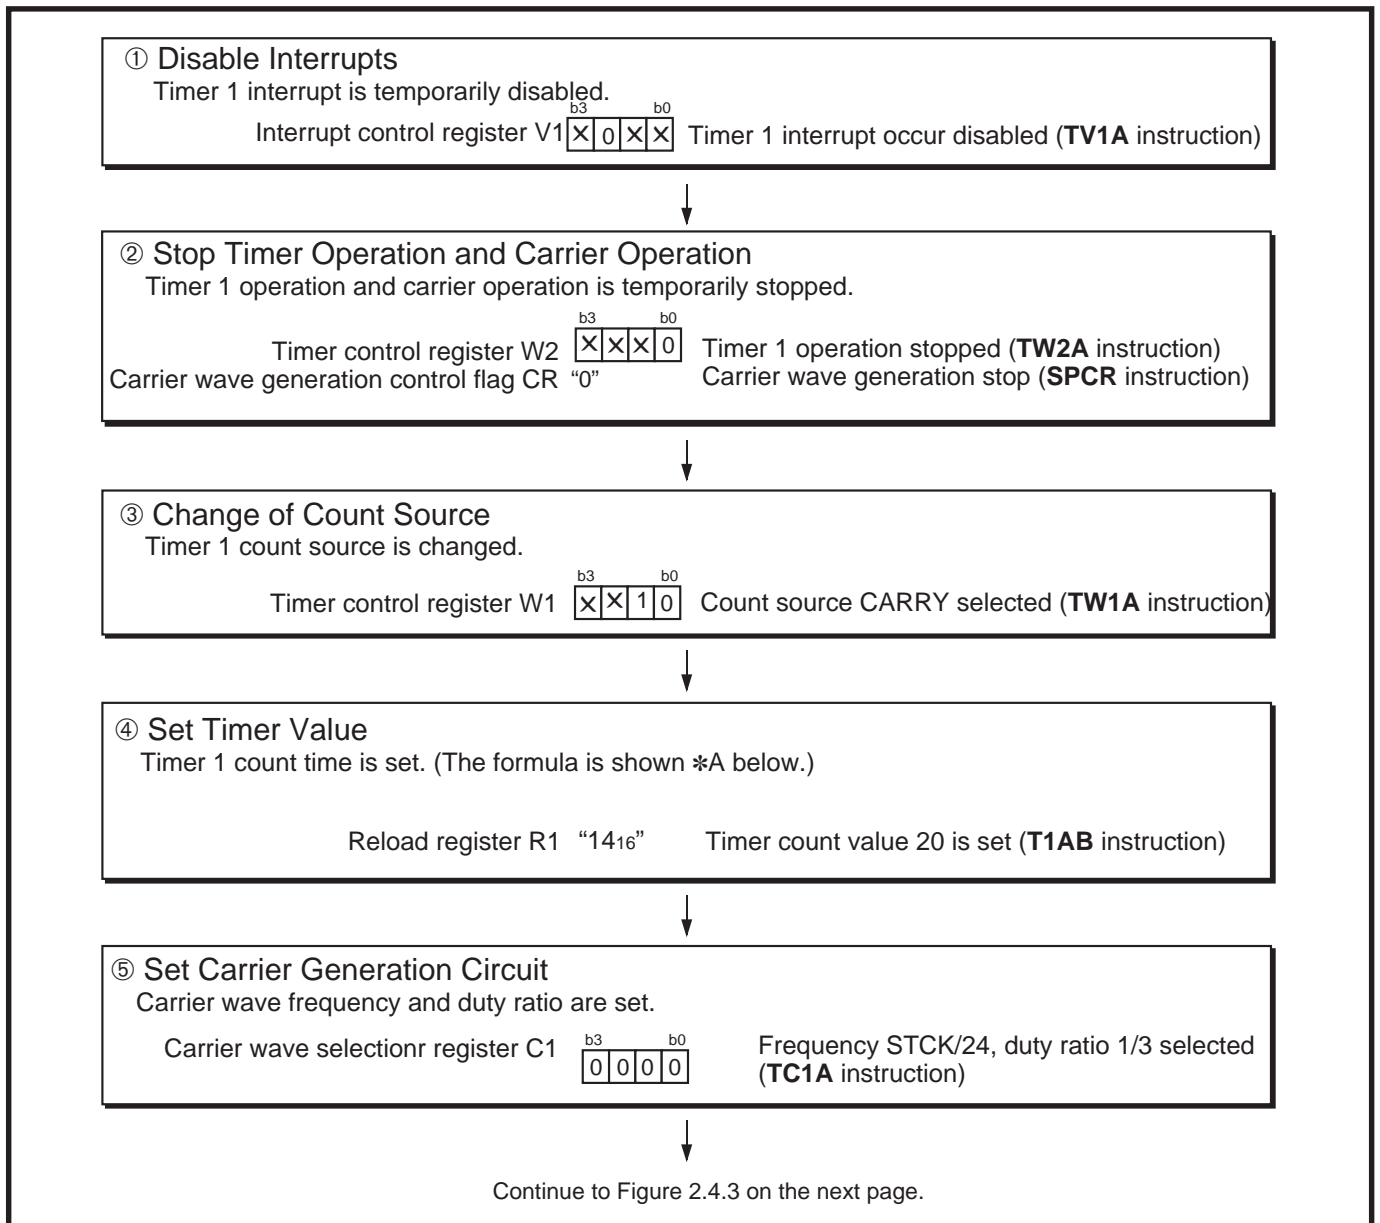 ① Disable Interrupts
Timer 1 interrupt is temporarily disabled.
b3 b0
Interrupt control register V1 X 0 X X Timer 1 interrupt occur disabled (TV1A instruction)
② Stop Timer Operation and Carrier Operation
Timer 1 operation and carrier operation is temporarily stopped.
b3 b0
Timer control register W2 X X X 0 Timer 1 operation stopped (TW2A instruction)
Carrier wave generation control flag CR “0” Carrier wave generation stop (SPCR instruction)
③ Change of Count Source
Timer 1 count source is changed.
b3 b0
Timer control register W1 X X 1 0 Count source CARRY selected (TW1A instruction)
④ Set Timer Value
Timer 1 count time is set. (The formula is shown ✻A below.)
Reload register R1 “1416” Timer count value 20 is set (T1AB instruction)
⑤ Set Carrier Generation Circuit
Carrier wave frequency and duty ratio are set.
b3 b0
Carrier wave selectionr register C1 0 0 0 0 Frequency STCK/24, duty ratio 1/3 selected
(TC1A instruction)
Continue to Figure 2.4.3 on the next page.